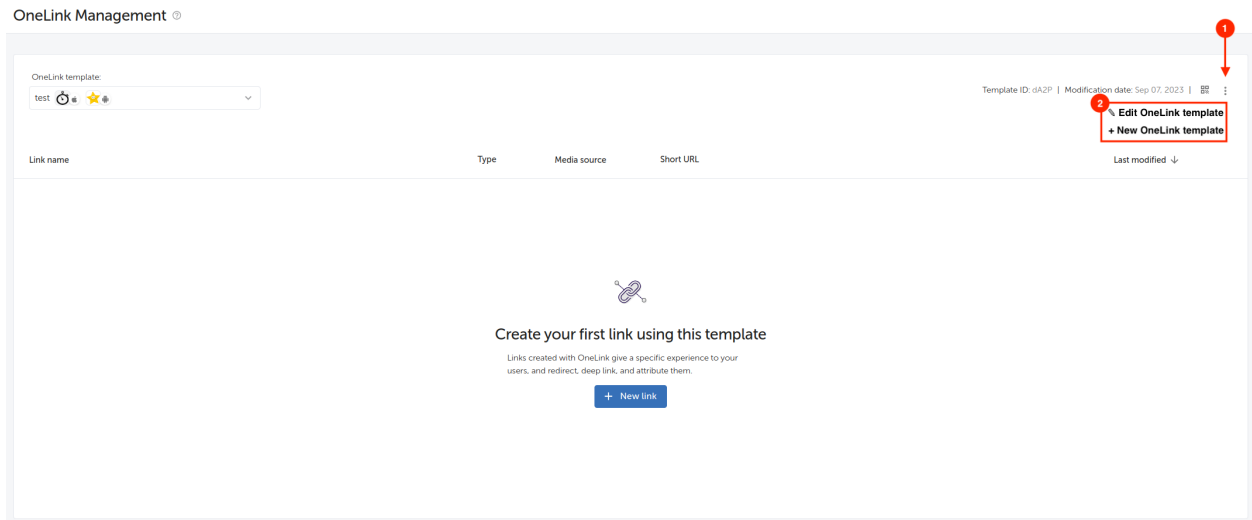 OneLink Management
1
OneLink template:
test
Template ID: dA2P | Modification date: Sep 07, 2023 |
2
Edit OneLink template
+ New OneLink template
Link name Type Media source Short URL Last modified ↓
Create your first link using this template
Links created with OneLink give a specific experience to your
users, and redirect, deep link, and attribute them.
+ New link